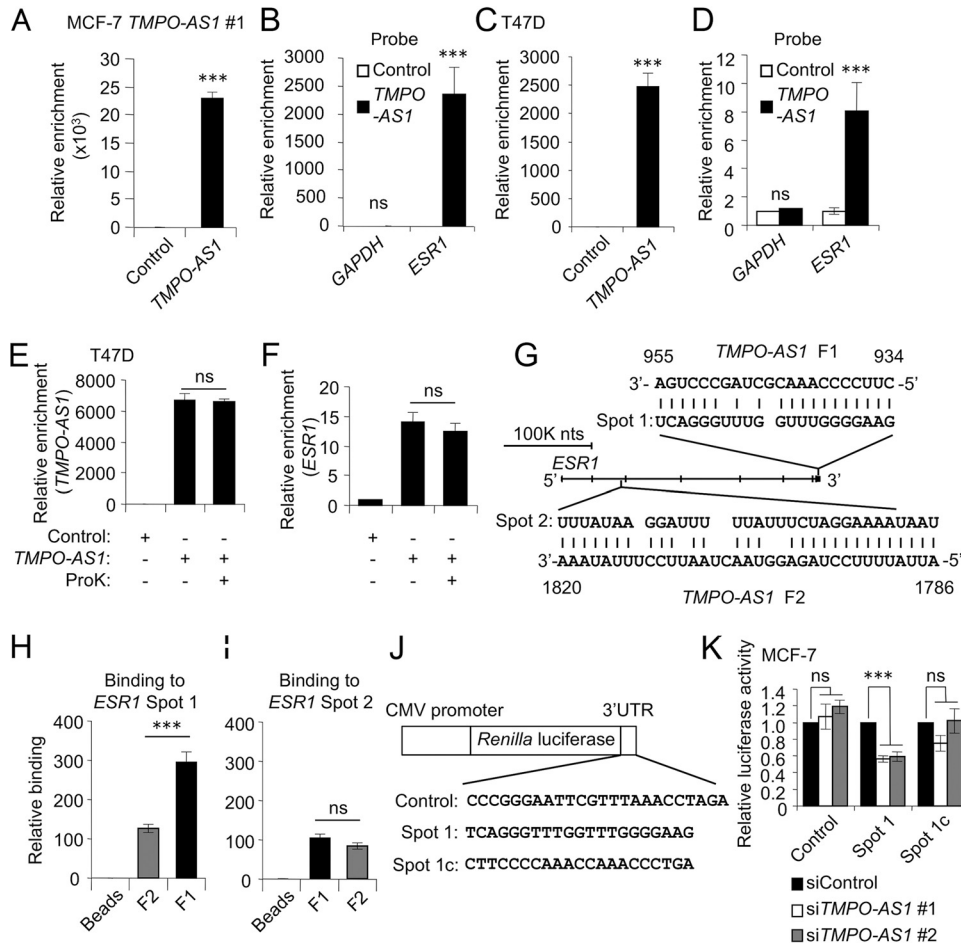 A MCF-7 TMPO-AS1 #1
Relative enrichment
(x10³)
30
25
20
15
10
5
0
***
Control
TMPO-AS1
B
Probe
Control
TMPO
-AS1
Relative enrichment
3000
2500
2000
1500
1000
500
0
ns
***
GAPDH
ESR1
C T47D
Relative enrichment
3000
2500
2000
1500
1000
500
0
***
Control
TMPO-AS1
D
Probe
Control
TMPO
-AS1
Relative enrichment
12
10
8
6
4
2
0
ns
***
GAPDH
ESR1
E T47D
Relative enrichment
(TMPO-AS1)
8000
6000
4000
2000
0
ns
Control: + - -
TMPO-AS1: - + +
ProK: - - +
F
Relative enrichment
(ESR1)
20
15
10
5
0
ns
+ - -
- + +
- - +
G
955 TMPO-AS1 F1 934
3’- AGUCCCGAUCGCAAACCCCUUC -5’
Spot 1: UCAGGGUUUG GUUUGGGGAAG
100K nts
ESR1
5’ 3’
Spot 2: UUUAUAA GGAUUU UUAUUUCUAGGAAAAUAAU
3’- AAAUAUUUCCUUAAUCAAUGGAGAUCCUUUUAUUA -5’
1820 TMPO-AS1 F2 1786
H
Binding to
ESR1 Spot 1
Relative binding
400
300
200
100
0
***
Beads
F2
F1
I
Binding to
ESR1 Spot 2
400
300
200
100
0
ns
Beads
F1
F2
J
CMV promoter 3’UTR
Renilla luciferase
Control: CCCGGGAATTCGTTTAAACCTAGA
Spot 1: TCAGGGTTTGGTTTGGGGAAG
Spot 1c: CTTCCCCAAACCAAACCCTGA
K MCF-7
Relative luciferase activity
1.4
1.2
1.0
0.8
0.6
0.4
0.2
0
ns
***
ns
Control
Spot 1
Spot 1c
siControl
siTMPO-AS1 #1
siTMPO-AS1 #2